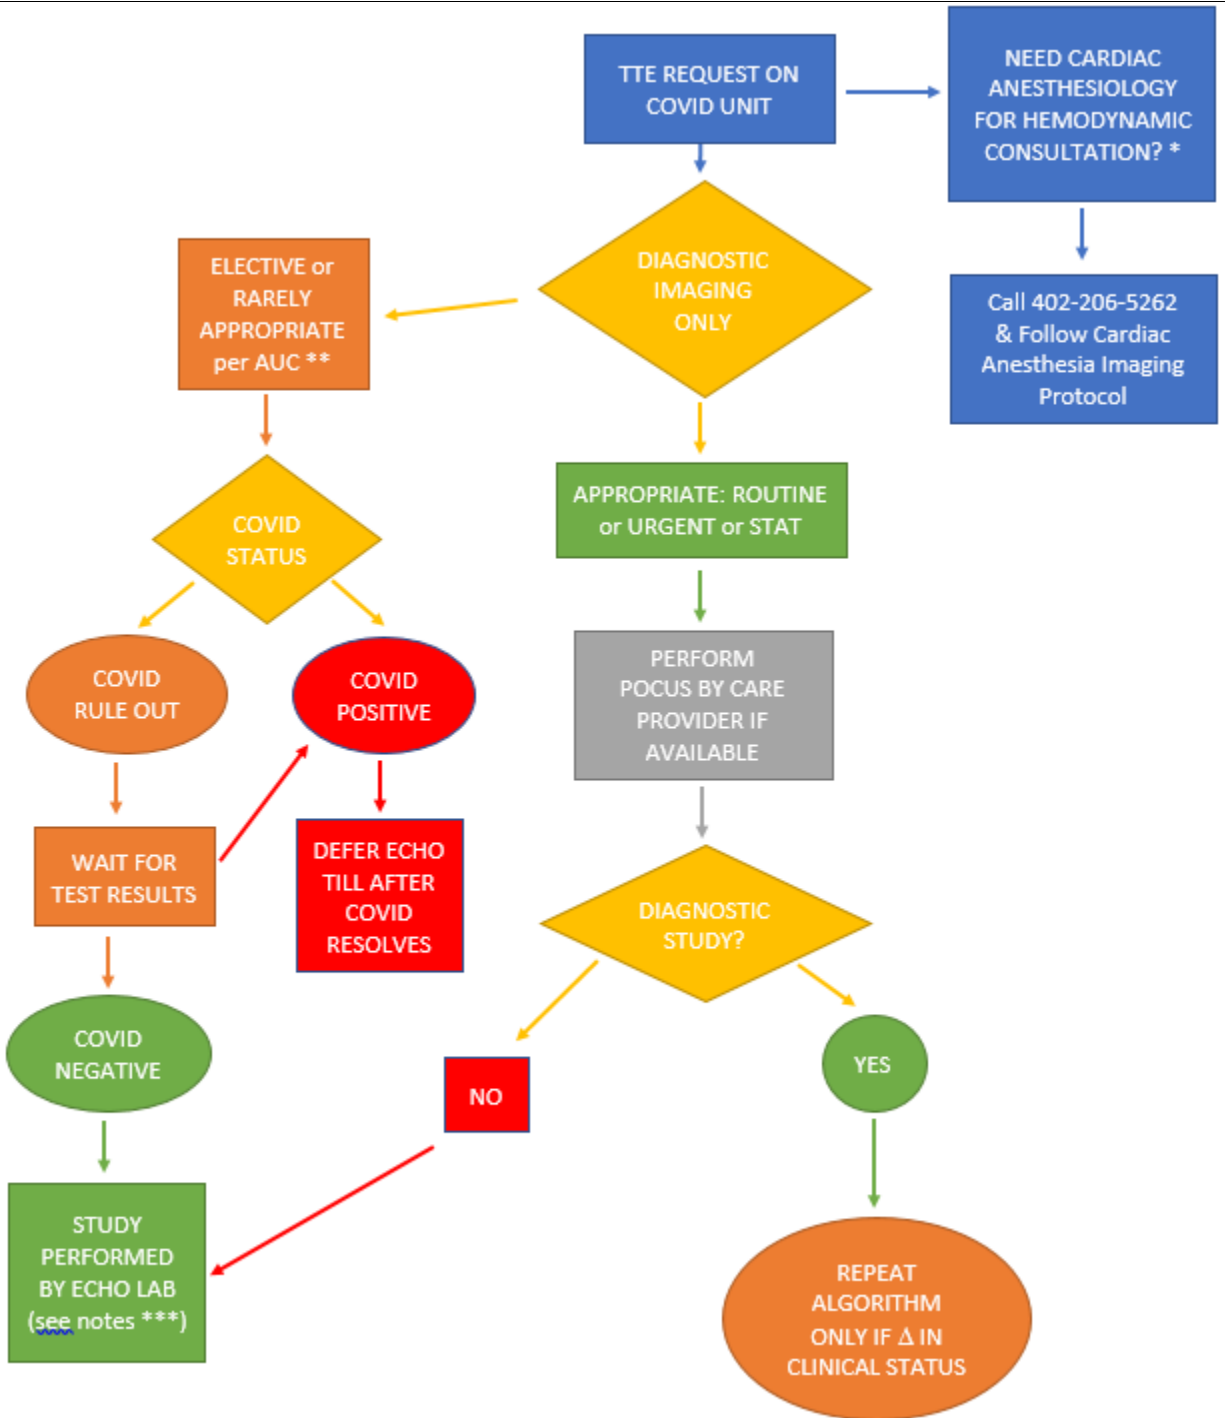 TTE REQUEST ON
COVID UNIT
NEED CARDIAC
ANESTHESIOLOGY
FOR HEMODYNAMIC
CONSULTATION? *
Call 402-206-5262
& Follow Cardiac
Anesthesia Imaging
Protocol
DIAGNOSTIC
IMAGING
ONLY
ELECTIVE or
RARELY
APPROPRIATE
per AUC **
COVID
STATUS
COVID
RULE OUT
COVID
POSITIVE
WAIT FOR
TEST RESULTS
DEFER ECHO
TILL AFTER
COVID
RESOLVES
COVID
NEGATIVE
STUDY
PERFORMED
BY ECHO LAB
(see notes ***)
APPROPRIATE: ROUTINE
or URGENT or STAT
PERFORM
POCUS BY CARE
PROVIDER IF
AVAILABLE
DIAGNOSTIC
STUDY?
NO
YES
REPEAT
ALGORITHM
ONLY IF Δ IN
CLINICAL STATUS